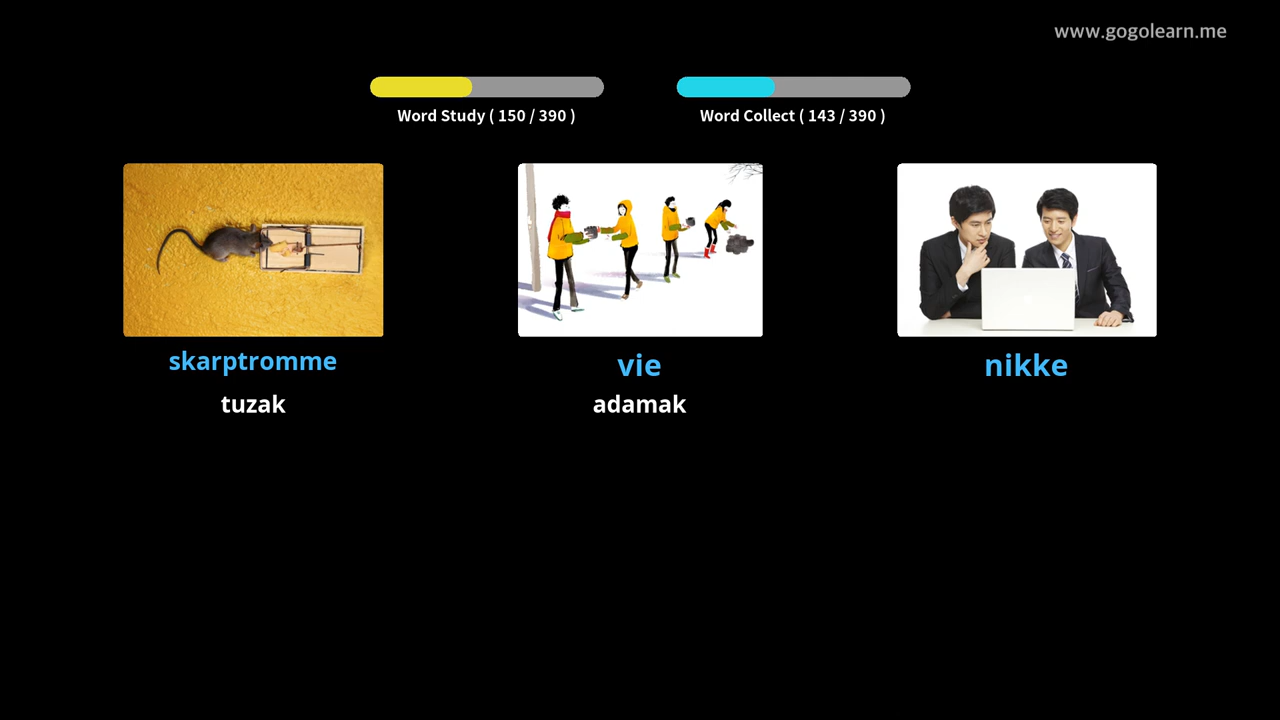 www.gogolearn.me
Word Study ( 150 / 390 )
Word Collect ( 143 / 390 )
skarptromme
tuzak
vie
adamak
nikke